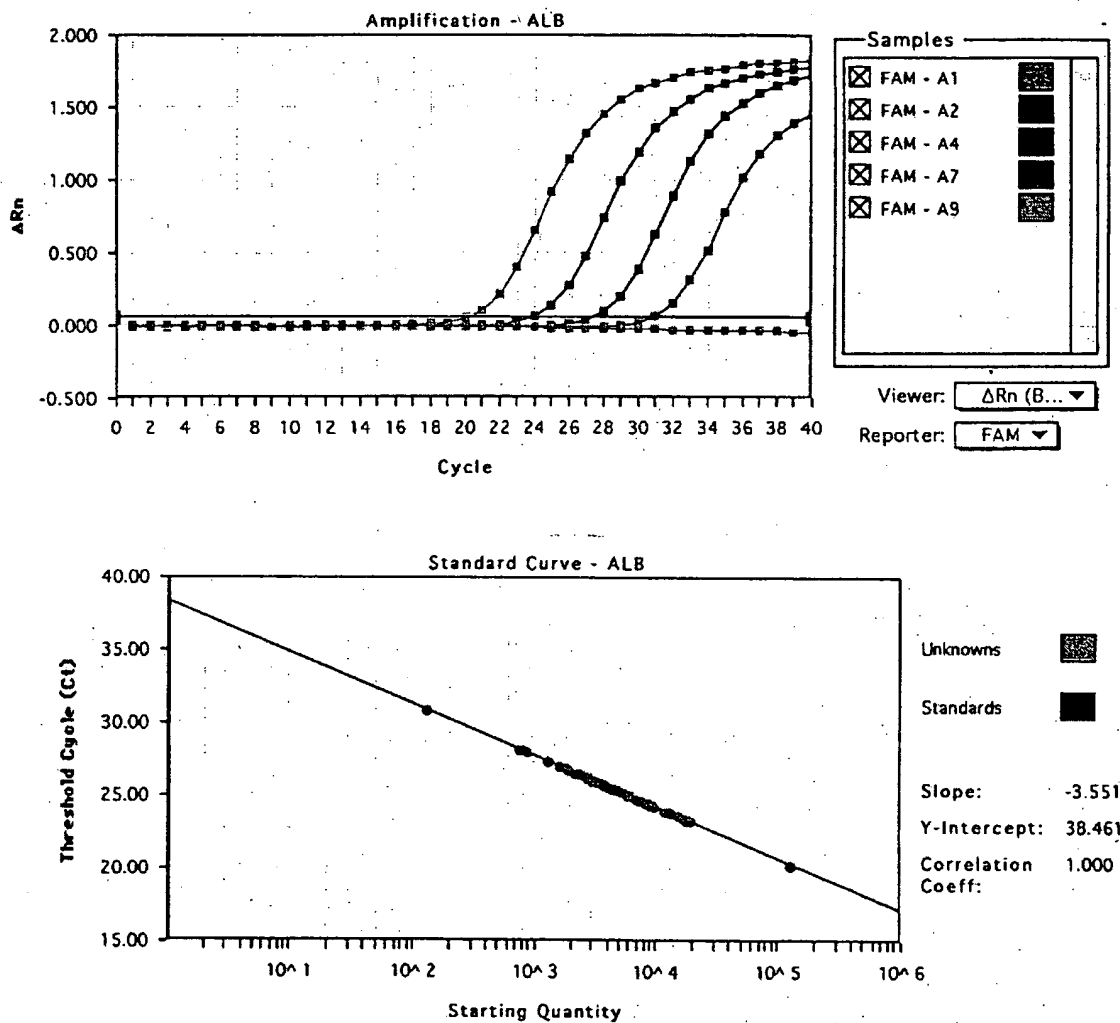 Amplification - ALB
2.000
1.500
1.000
0.500
0.000
-0.500
ΔRn
0 2 4 6 8 10 12 14 16 18 20 22 24 26 28 30 32 34 36 38 40
Cycle
Samples
FAM - A1
FAM - A2
FAM - A4
FAM - A7
FAM - A9
Viewer: ΔRn (B...
Reporter: FAM
Standard Curve - ALB
40.00
35.00
30.00
25.00
20.00
15.00
Threshold Cycle (Ct)
10^1 10^2 10^3 10^4 10^5 10^6
Starting Quantity
Unknowns
Standards
Slope: -3.551
Y-Intercept: 38.461
Correlation 1.000
Coeff: